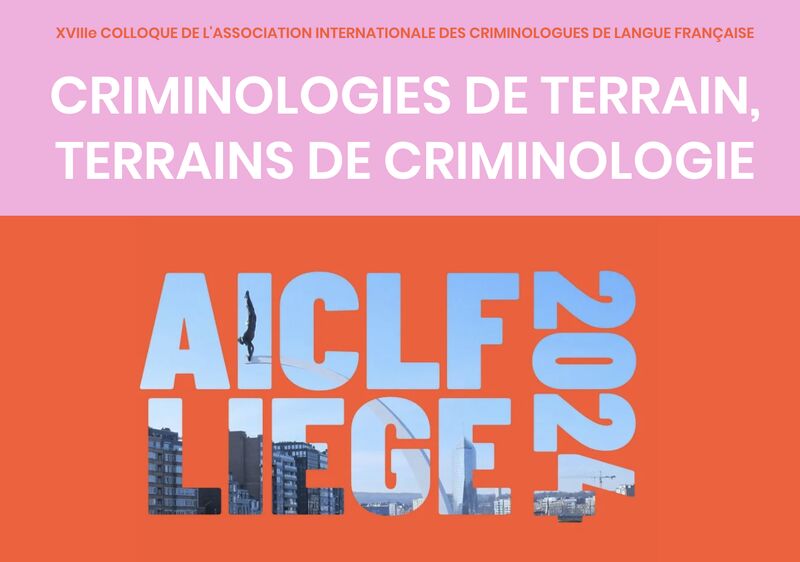 XVIIIe COLLOQUE DE L'ASSOCIATION INTERNATIONALE DES CRIMINOLOGUES DE LANGUE FRANÇAISE
CRIMINOLOGIES DE TERRAIN,
TERRAINS DE CRIMINOLOGIE
AICLF
LIEGE
2024